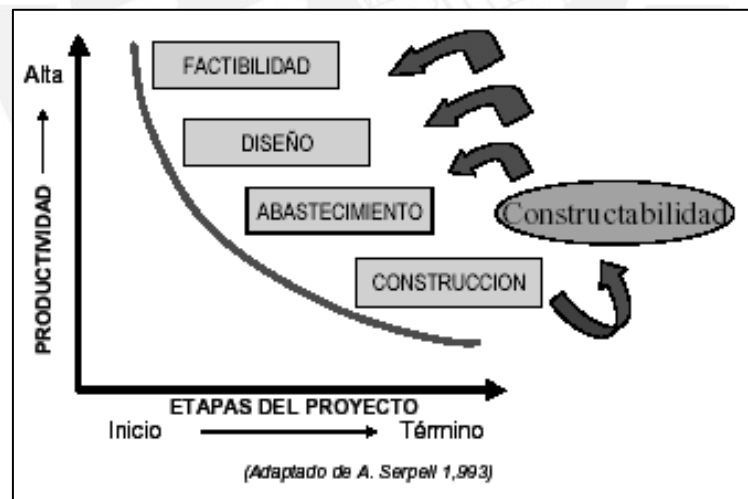 Alta
FACTIBILIDAD
DISEÑO
ABASTECIMIENTO
Constructabilidad
CONSTRUCCION
PRODUCTIVIDAD
ETAPAS DEL PROYECTO
Inicio
Término
(Adaptado de A. Serpell 1,993)